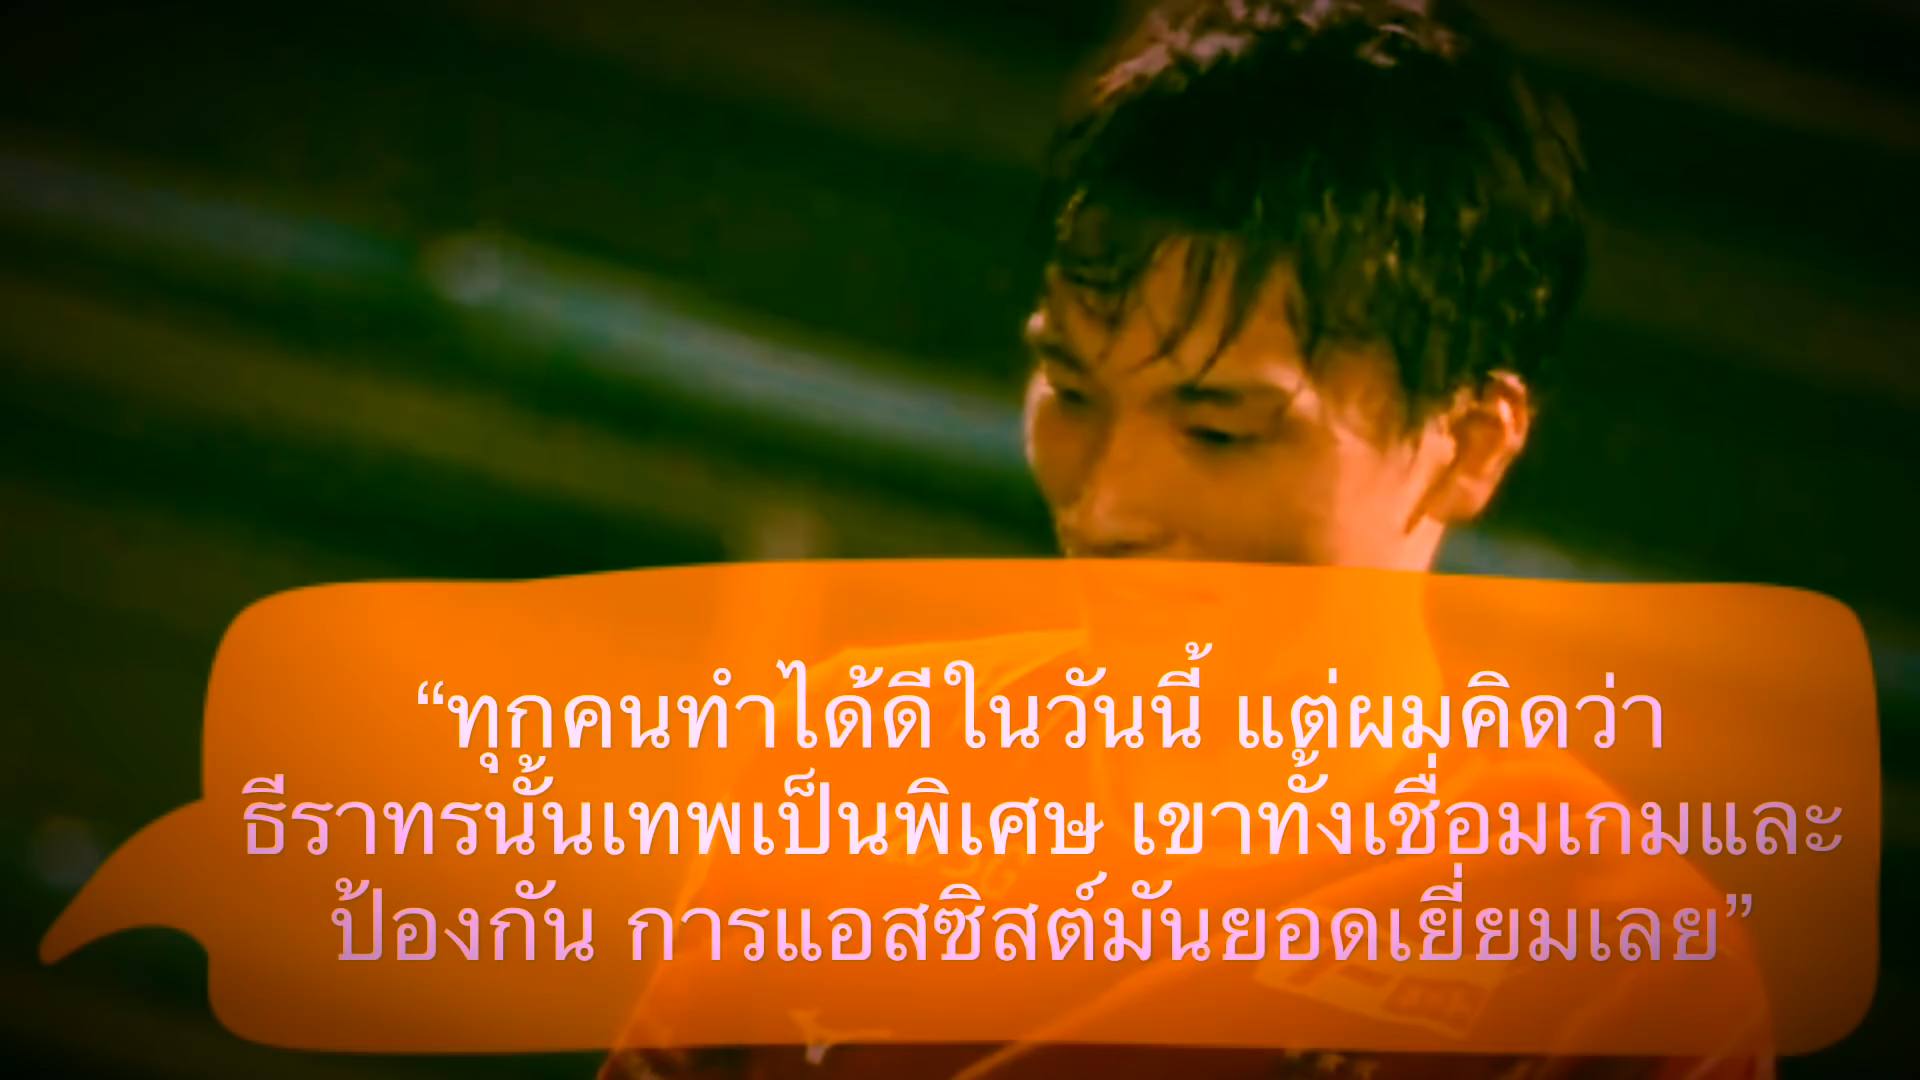 “ทุกคนทำได้ดีในวันนี้ แต่ผมคิดว่า
ธีราทรนั้นเทพเป็นพิเศษ เขาทั้งเชื่อมเกมและ
ป้องกัน การแอสซิสต์มันยอดเยี่ยมเลย”